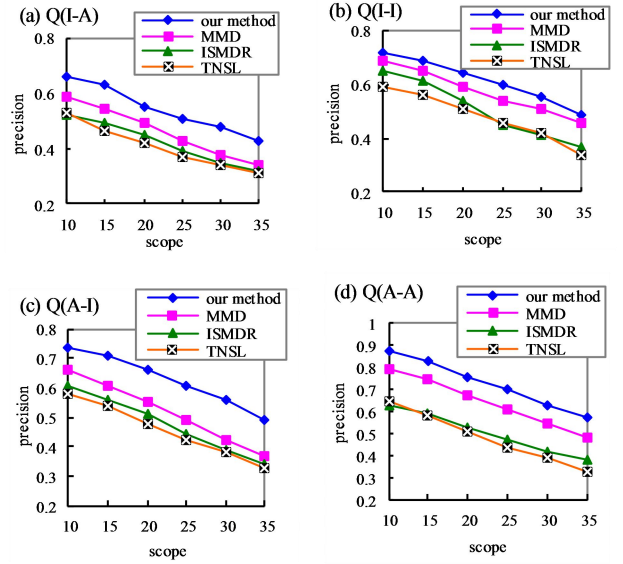 (a) Q(I-A)
our method
MMD
ISMDR
TNSL
0.8
0.6
0.4
0.2
precision
10 15 20 25 30 35
scope
(b) Q(I-I)
our method
MMD
ISMDR
TNSL
0.8
0.6
0.4
0.2
precision
10 15 20 25 30 35
scope
(c) Q(A-I)
our method
MMD
ISMDR
TNSL
0.8
0.7
0.6
0.5
0.4
0.3
0.2
precision
10 15 20 25 30 35
scope
(d) Q(A-A)
our method
MMD
ISMDR
TNSL
1
0.9
0.8
0.7
0.6
0.5
0.4
0.3
0.2
precision
10 15 20 25 30 35
scope